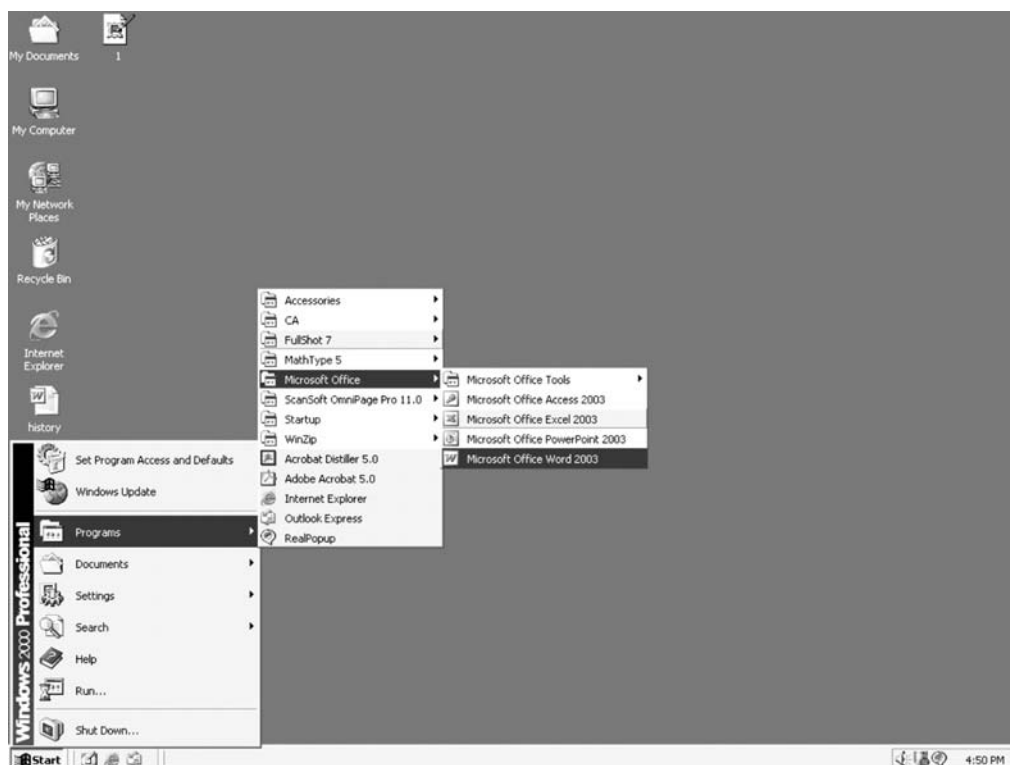 My Documents
1
My Computer
My Network
Places
Recycle Bin
Internet
Explorer
history
Accessories
CA
FullShot 7
MathType 5
Microsoft Office
ScanSoft OmniPage Pro 11.0
Startup
WinZip
Acrobat Distiller 5.0
Adobe Acrobat 5.0
Internet Explorer
Outlook Express
RealPopup
Microsoft Office Tools
Microsoft Office Access 2003
Microsoft Office Excel 2003
Microsoft Office PowerPoint 2003
Microsoft Office Word 2003
Set Program Access and Defaults
Windows Update
Programs
Documents
Settings
Search
Help
Run...
Shut Down...
Windows 2000 Professional
Start
4:50 PM